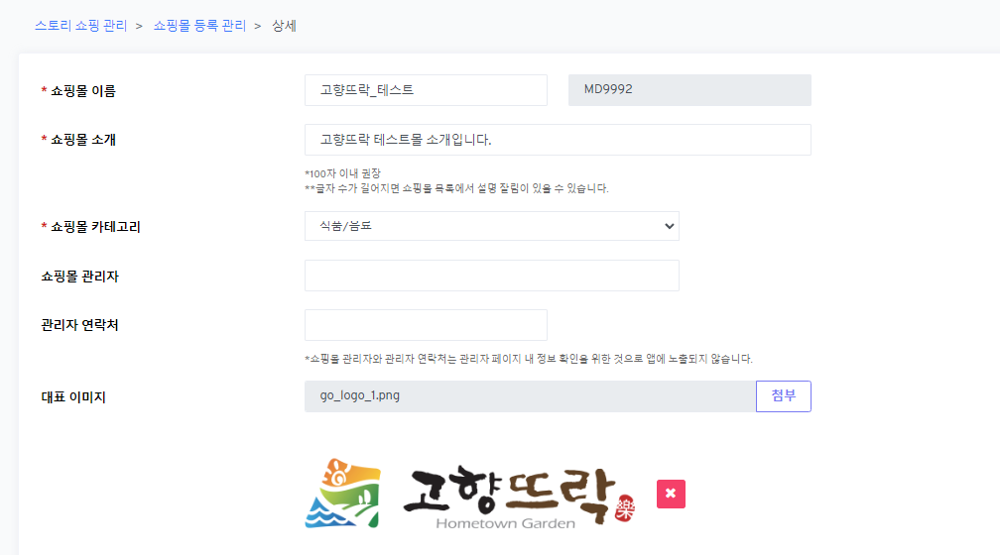 스토리 쇼핑 관리 > 쇼핑몰 등록 관리 > 상세
* 쇼핑몰 이름 고향뜨락_테스트 MD9992
* 쇼핑몰 소개 고향뜨락 테스트몰 소개입니다.
*100자 이내 권장
**글자 수가 길어지면 쇼핑몰 목록에서 설명 잘림이 있을 수 있습니다.
* 쇼핑몰 카테고리 식품/음료
쇼핑몰 관리자
관리자 연락처
*쇼핑몰 관리자와 관리자 연락처는 관리자 페이지 내 정보 확인을 위한 것으로 앱에 노출되지 않습니다.
대표 이미지 go_logo_1.png 첨부
고향뜨락 樂
Hometown Garden